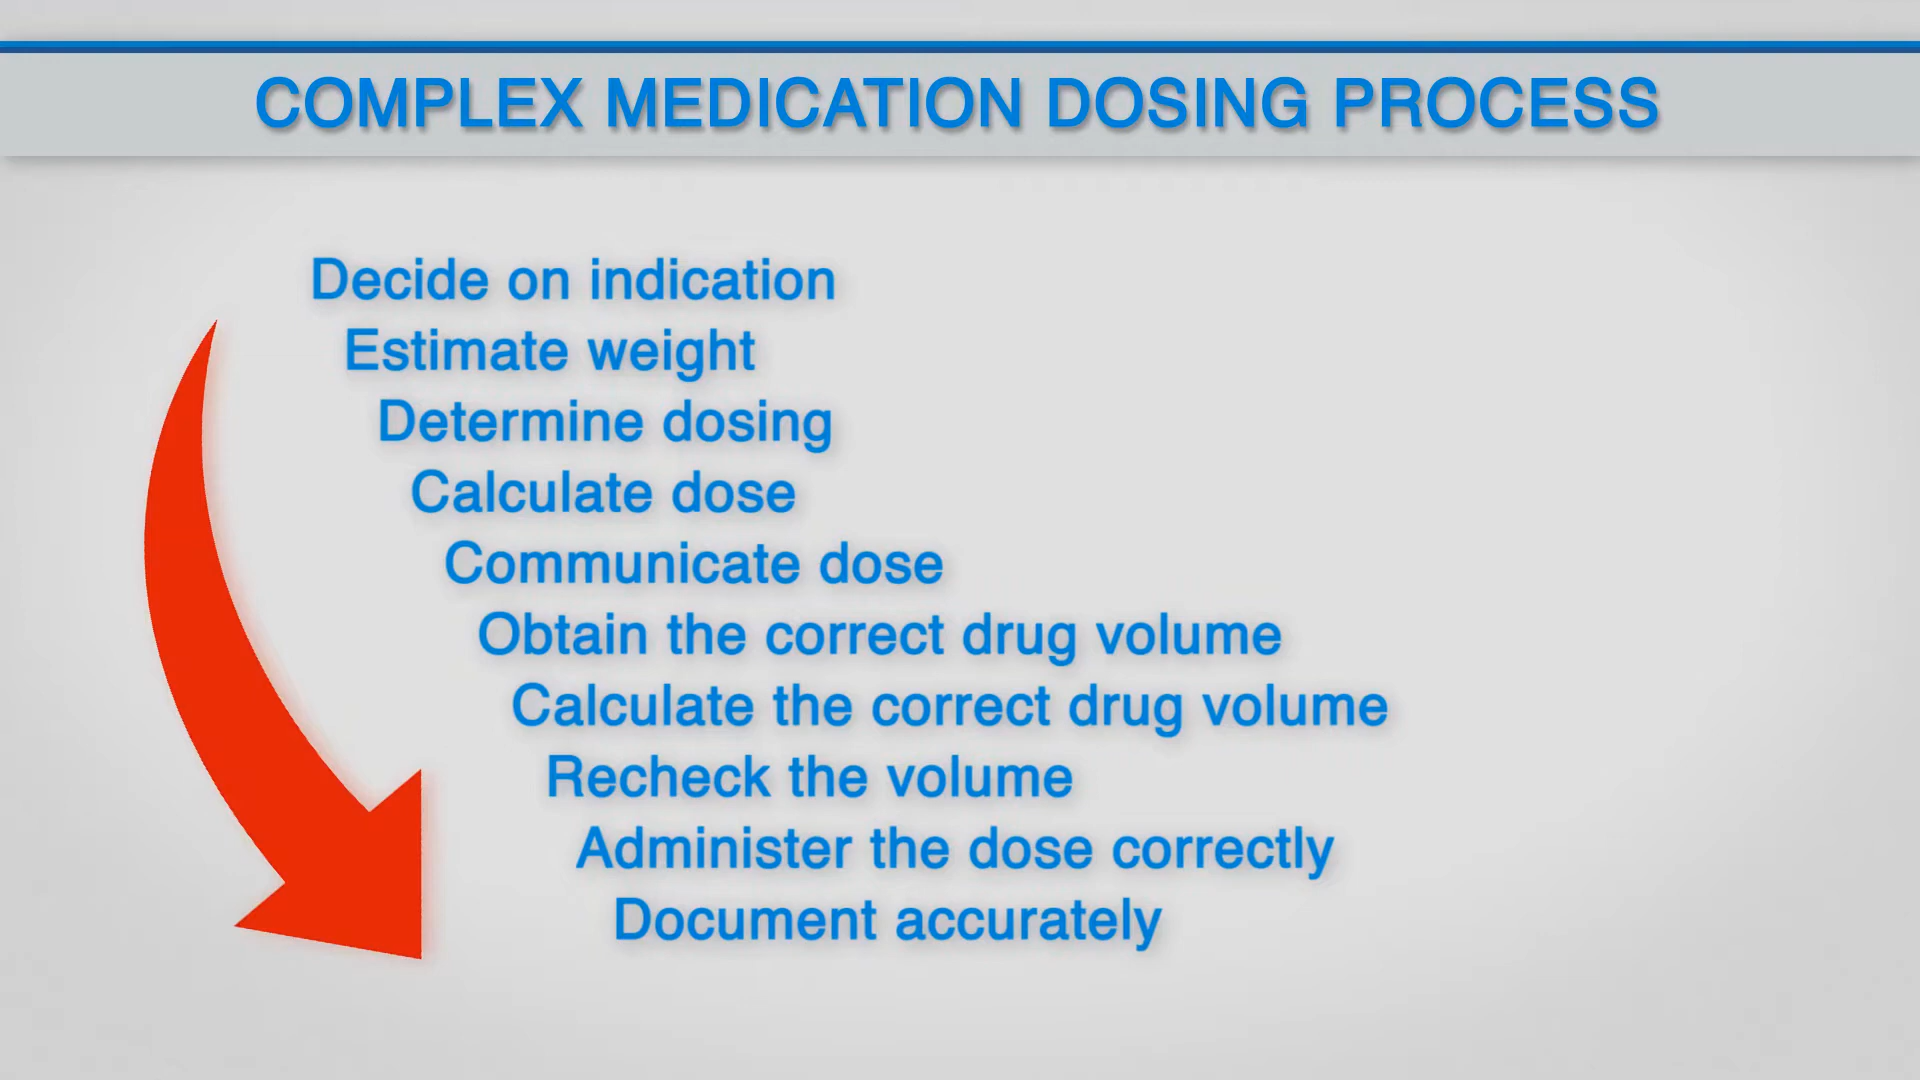 COMPLEX MEDICATION DOSING PROCESS
Decide on indication
Estimate weight
Determine dosing
Calculate dose
Communicate dose
Obtain the correct drug volume
Calculate the correct drug volume
Recheck the volume
Administer the dose correctly
Document accurately